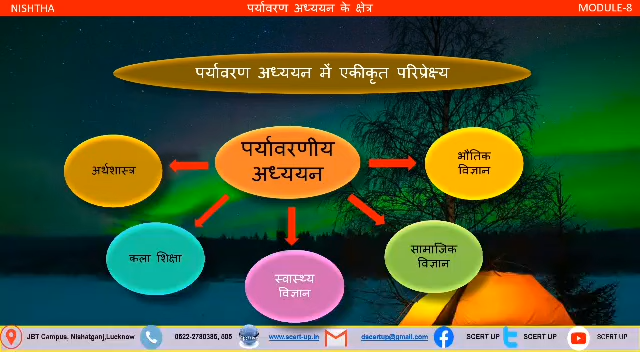 NISHTHA
पर्यावरण अध्ययन के क्षेत्र
MODULE-8
पर्यावरण अध्ययन में एकीकृत परिप्रेक्ष्य
पर्यावरणीय
अध्ययन
भौतिक
विज्ञान
अर्थशास्त्र
सामाजिक
विज्ञान
कला शिक्षा
स्वास्थ्य
विज्ञान
JBT Campus, Nishatganj,Lucknow
0522-2780385, 505
www.scert-up.in
dscertup@gmail.com
SCERT UP
SCERT UP
SCERT UP